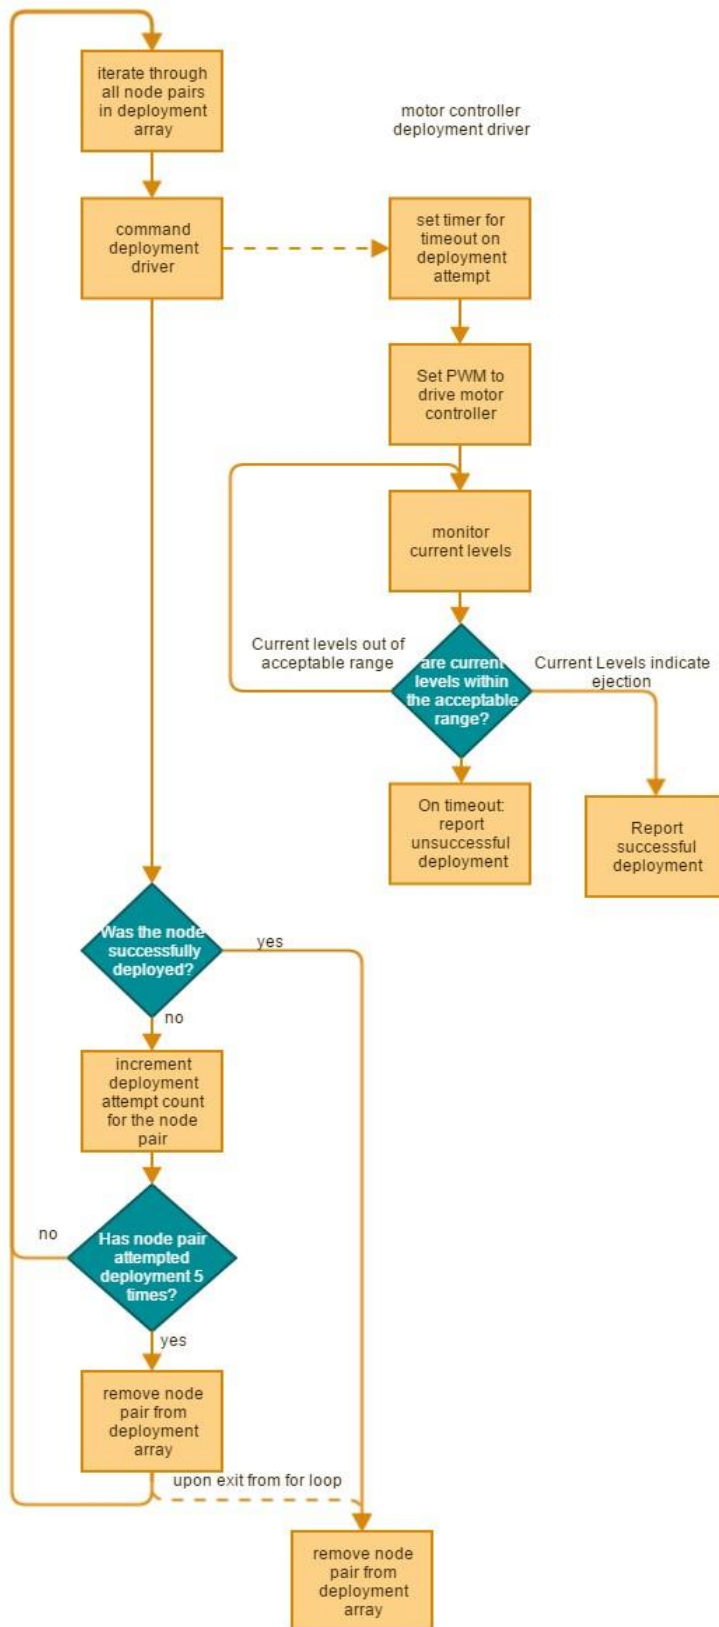 iterate through
all node pairs
in deployment
array
motor controller
deployment driver
command
deployment
driver
set timer for
timeout on
deployment
attempt
Set PWM to
drive motor
controller
monitor
current levels
Current levels out of
acceptable range
are current
levels within
the acceptable
range?
Current Levels indicate
ejection
On timeout:
report
unsuccessful
deployment
Report
successful
deployment
Was the node
successfully
deployed?
yes
no
increment
deployment
attempt count
for the node
pair
no
Has node pair
attempted
deployment 5
times?
yes
remove node
pair from
deployment
array
upon exit from for loop
remove node
pair from
deployment
array